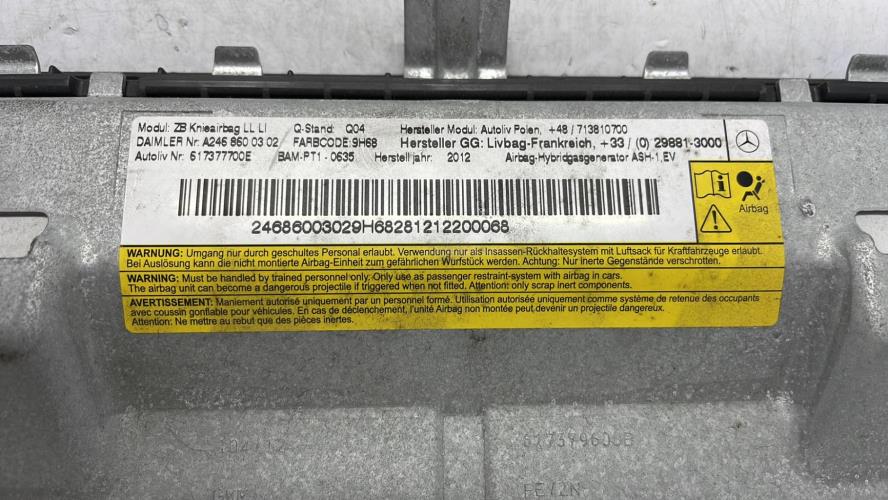 Modul: ZB Knieairbag LL LI Q-Stand: Q04 Hersteller Modul: Autoliv Polen, +48 / 713810700
DAIMLER Nr: A246 860 03 02 FARBCODE: 9H68 Hersteller GG: Livbag-Frankreich, +33 / (0) 29881-3000
Autoliv Nr: 617377700E BAM-PT1 - 0635 Herstelljahr: 2012 Airbag-Hybridgasgenerator ASH-1,EV
i
Airbag
24686003029H68281212200068
WARNUNG: Umgang nur durch geschultes Personal erlaubt. Verwendung nur als Insassen-Rückhaltesystem mit Luftsack für Kraftfahrzeuge erlaubt.
Bei Auslösung kann die nicht montierte Airbag-Einheit zum gefährlichen Wurfstück werden. Achtung: Nur inerte Gegenstände verschrotten.
WARNING: Must be handled by trained personnel only. Only use as passenger restraint-system with airbag in cars.
The airbag unit can become a dangerous projectile if triggered when not fitted. Attention: only scrap inert components.
AVERTISSEMENT: Maniement autorisé uniquement par un personnel formé. Utilisation autorisée uniquement comme système de retenue des occupants
avec coussin gonflable pour véhicules. En cas de déclenchement, l'unité Airbag non montée peut devenir un projectile dangereux.
Attention: Ne mettre au rebut que des pièces inertes.